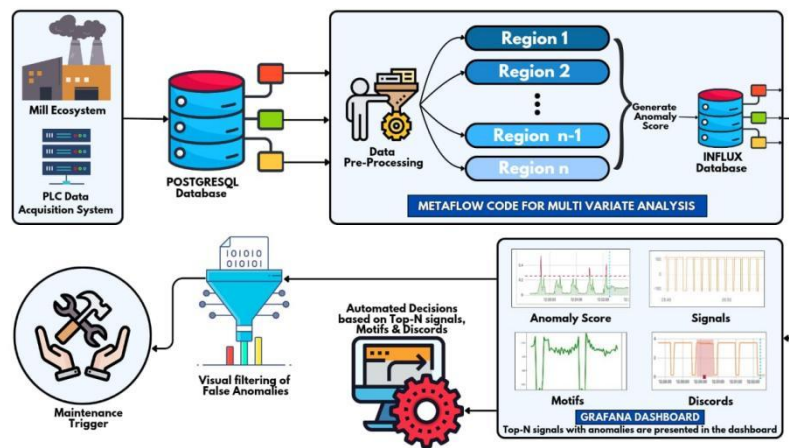 Mill Ecosystem
PLC Data
Acquisition System
POSTGRESQL
Database
Data
Pre-Processing
Region 1
Region 2
Region n-1
Region n
Generate
Anomaly
Score
INFLUX
Database
METAFLOW CODE FOR MULTI VARIATE ANALYSIS
Maintenance
Trigger
101010
010101
Visual filtering of
False Anomalies
Automated Decisions
based on Top-N signals,
Motifs & Discords
Anomaly Score
Signals
Motifs
Discords
GRAFANA DASHBOARD
Top-N signals with anomalies are presented in the dashboard